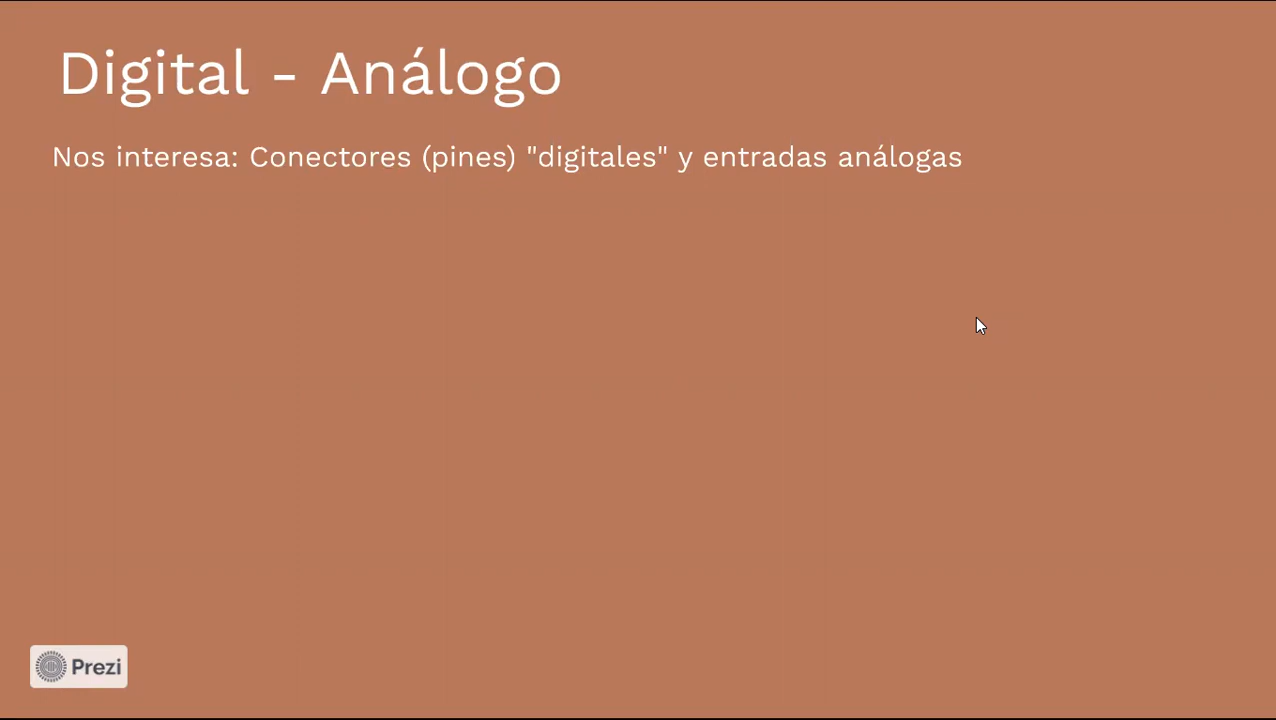 Digital - Análogo
Nos interesa: Conectores (pines) "digitales" y entradas análogas
Prezi